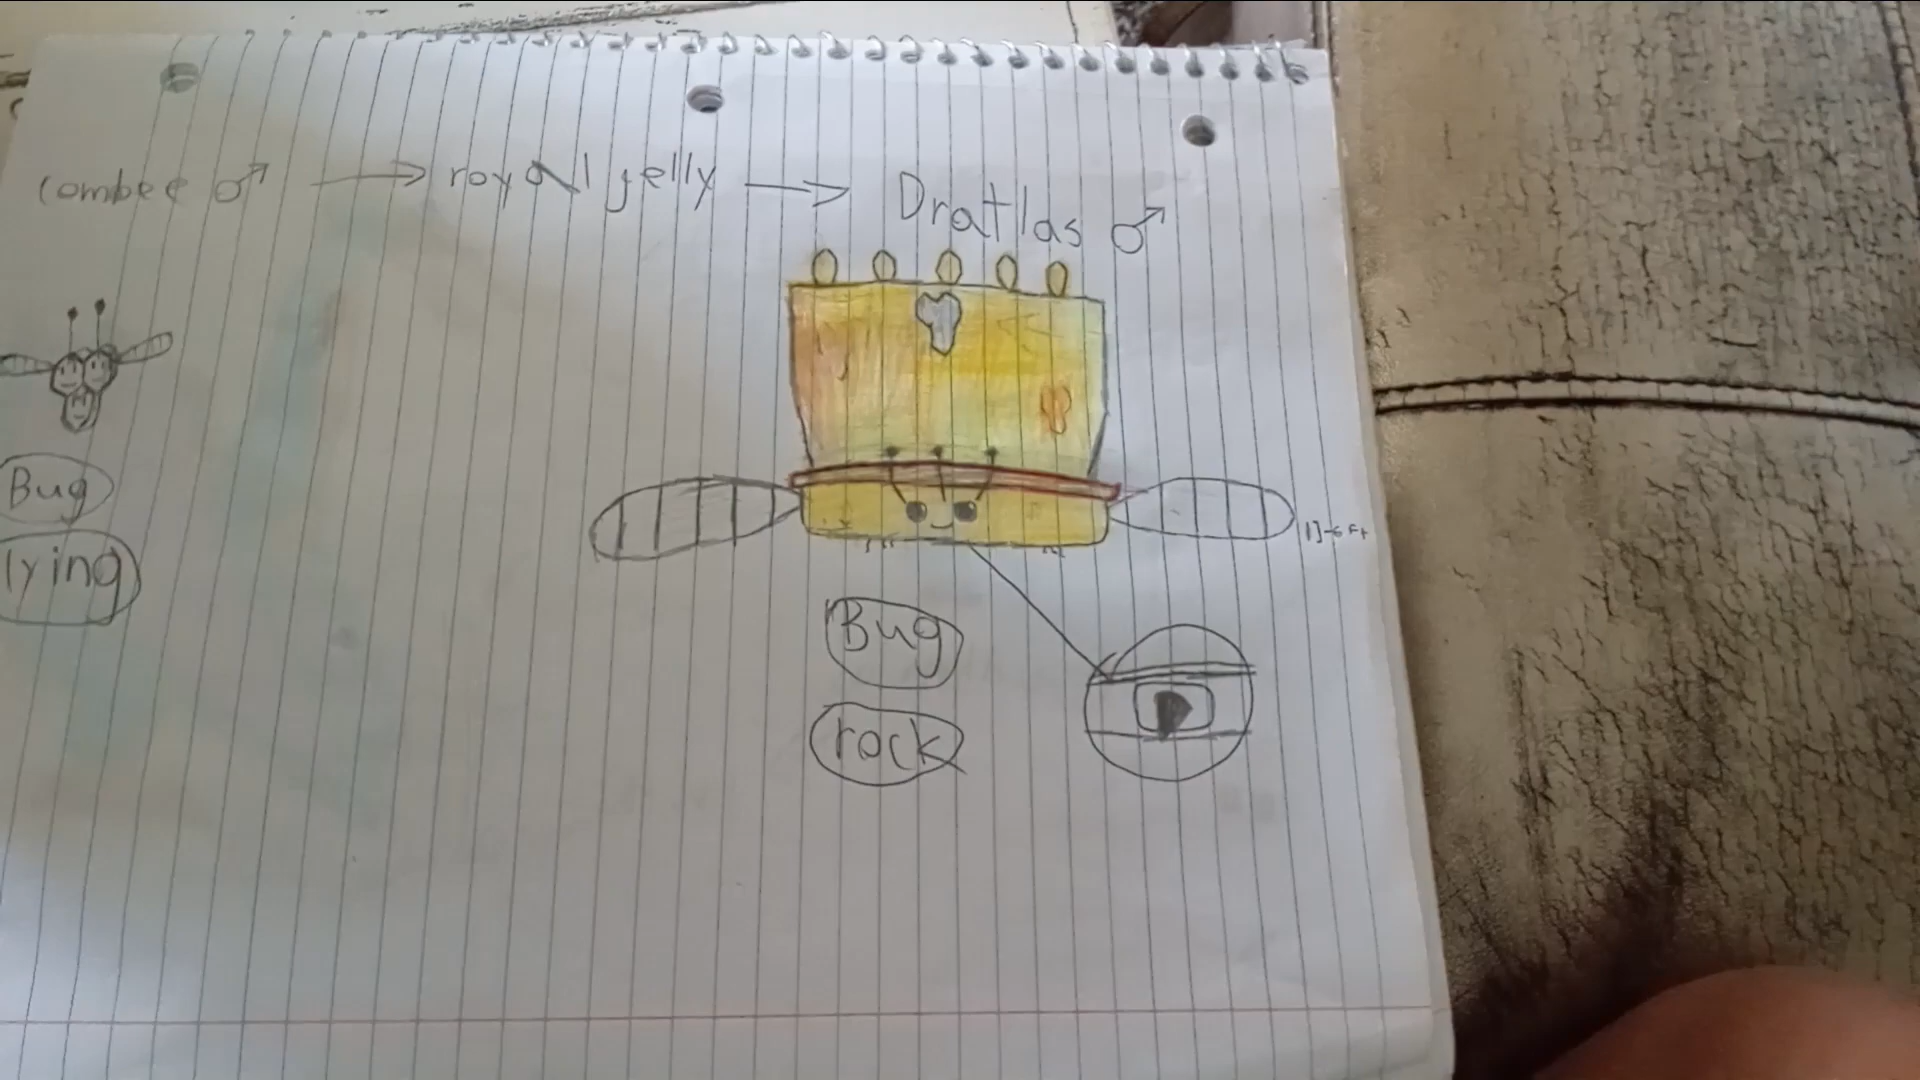 combee ♂ → royal jelly → Dratlas ♂
Bug
lying
Bug
rock